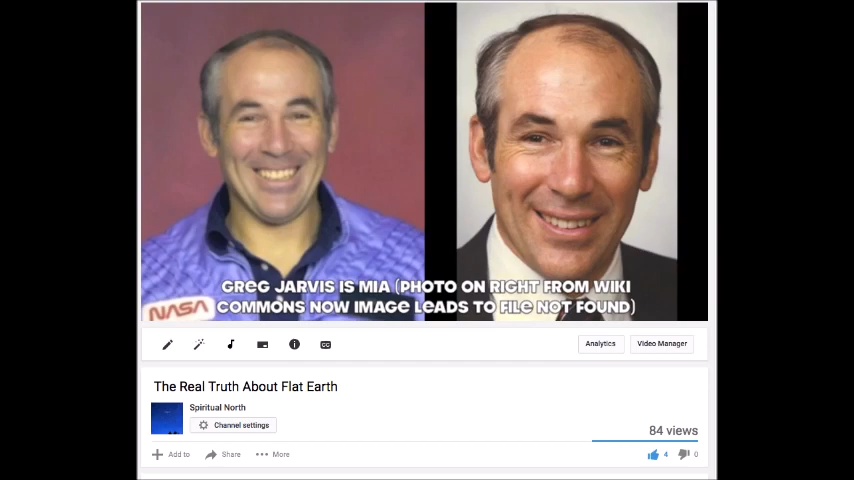 GREG JARVIS IS MIA (PHOTO ON RIGHT FROM WIKI
COMMONS NOW IMAGE LEADS TO FILE NOT FOUND)
NASA
CC
Analytics
Video Manager
The Real Truth About Flat Earth
Spiritual North
Channel settings
84 views
Add to
Share
More
4
0